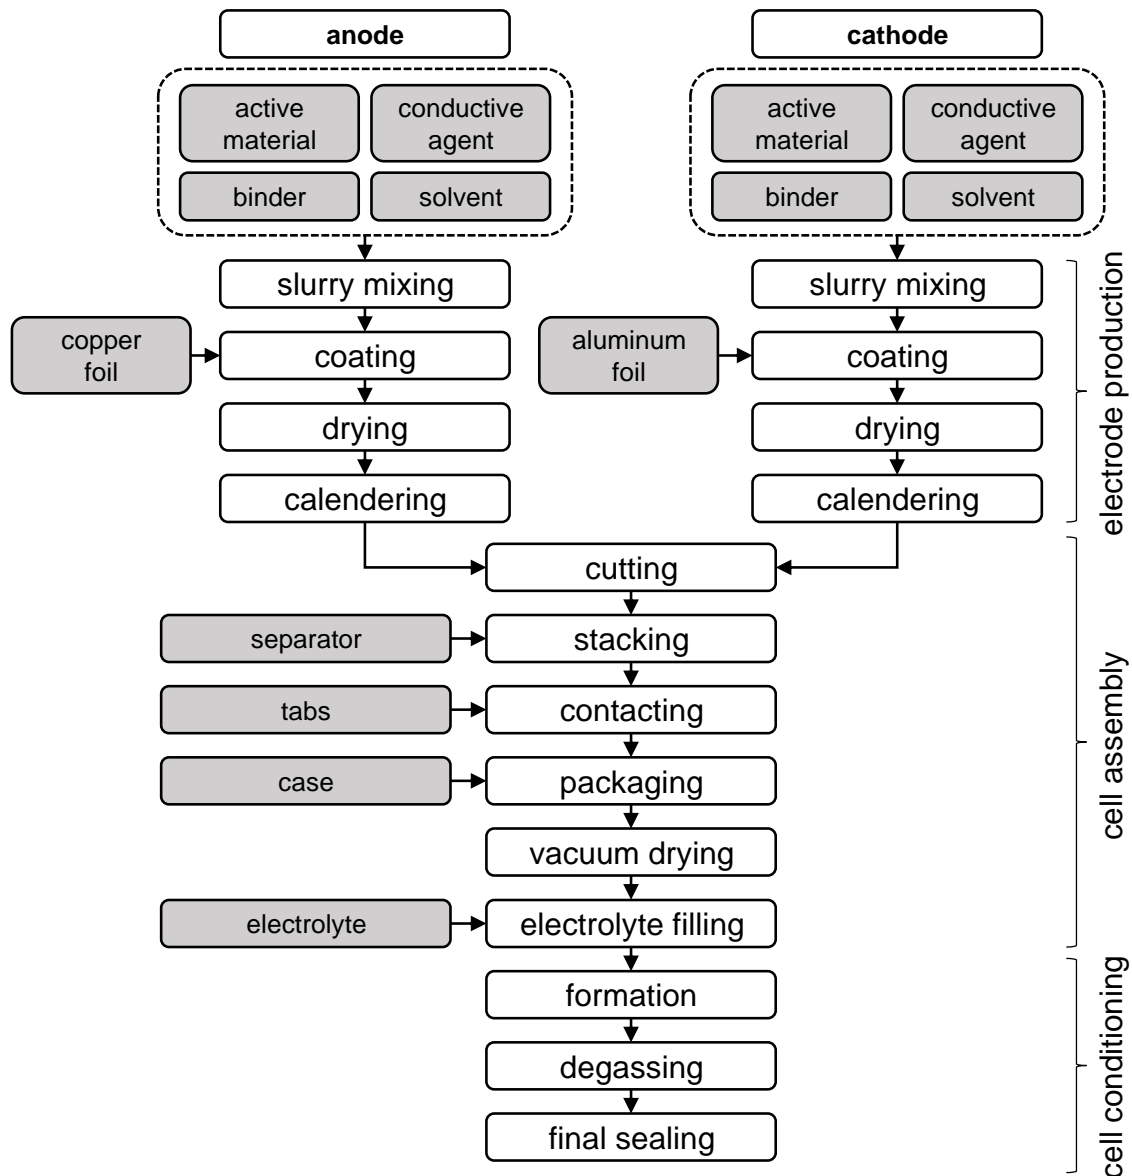 anode
cathode
active
material
conductive
agent
binder
solvent
active
material
conductive
agent
binder
solvent
slurry mixing
slurry mixing
copper
foil
coating
aluminum
foil
coating
drying
drying
calendering
calendering
electrode production
cutting
separator
stacking
tabs
contacting
case
packaging
vacuum drying
electrolyte
electrolyte filling
cell assembly
formation
degassing
final sealing
cell conditioning